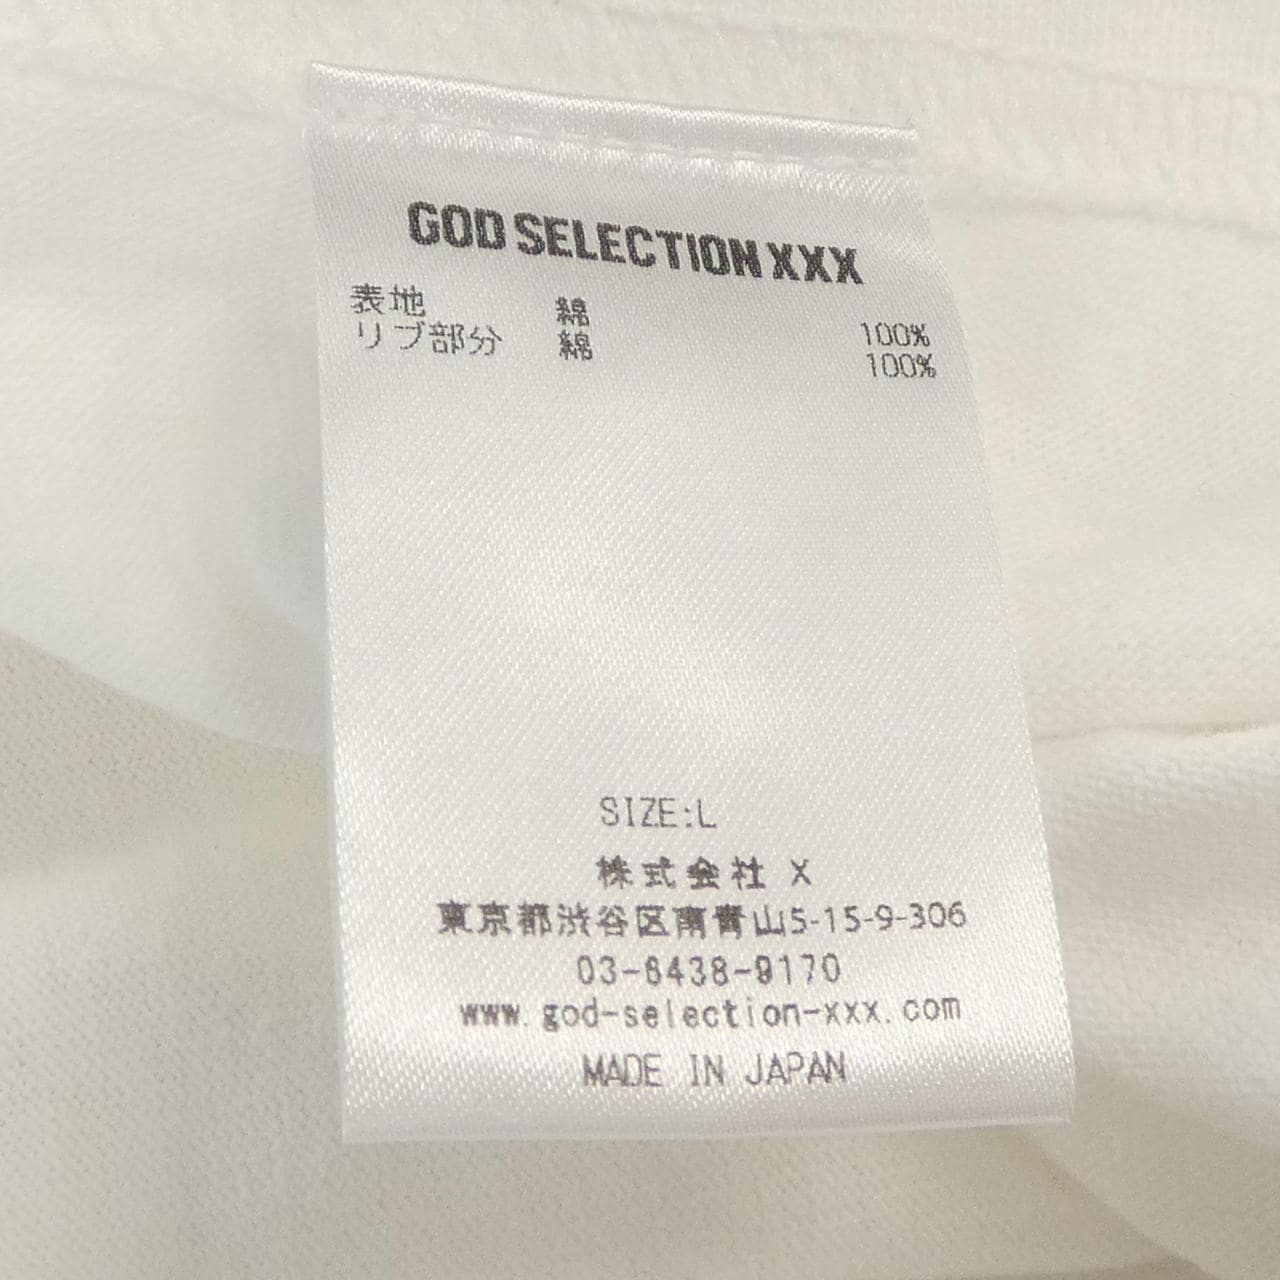 GOD SELECTION XXX
表地 綿 100%
リブ部分 綿 100%
SIZE:L
株式会社 X
東京都渋谷区南青山5-15-9-306
03-6438-9170
www.god-selection-xxx.com
MADE IN JAPAN